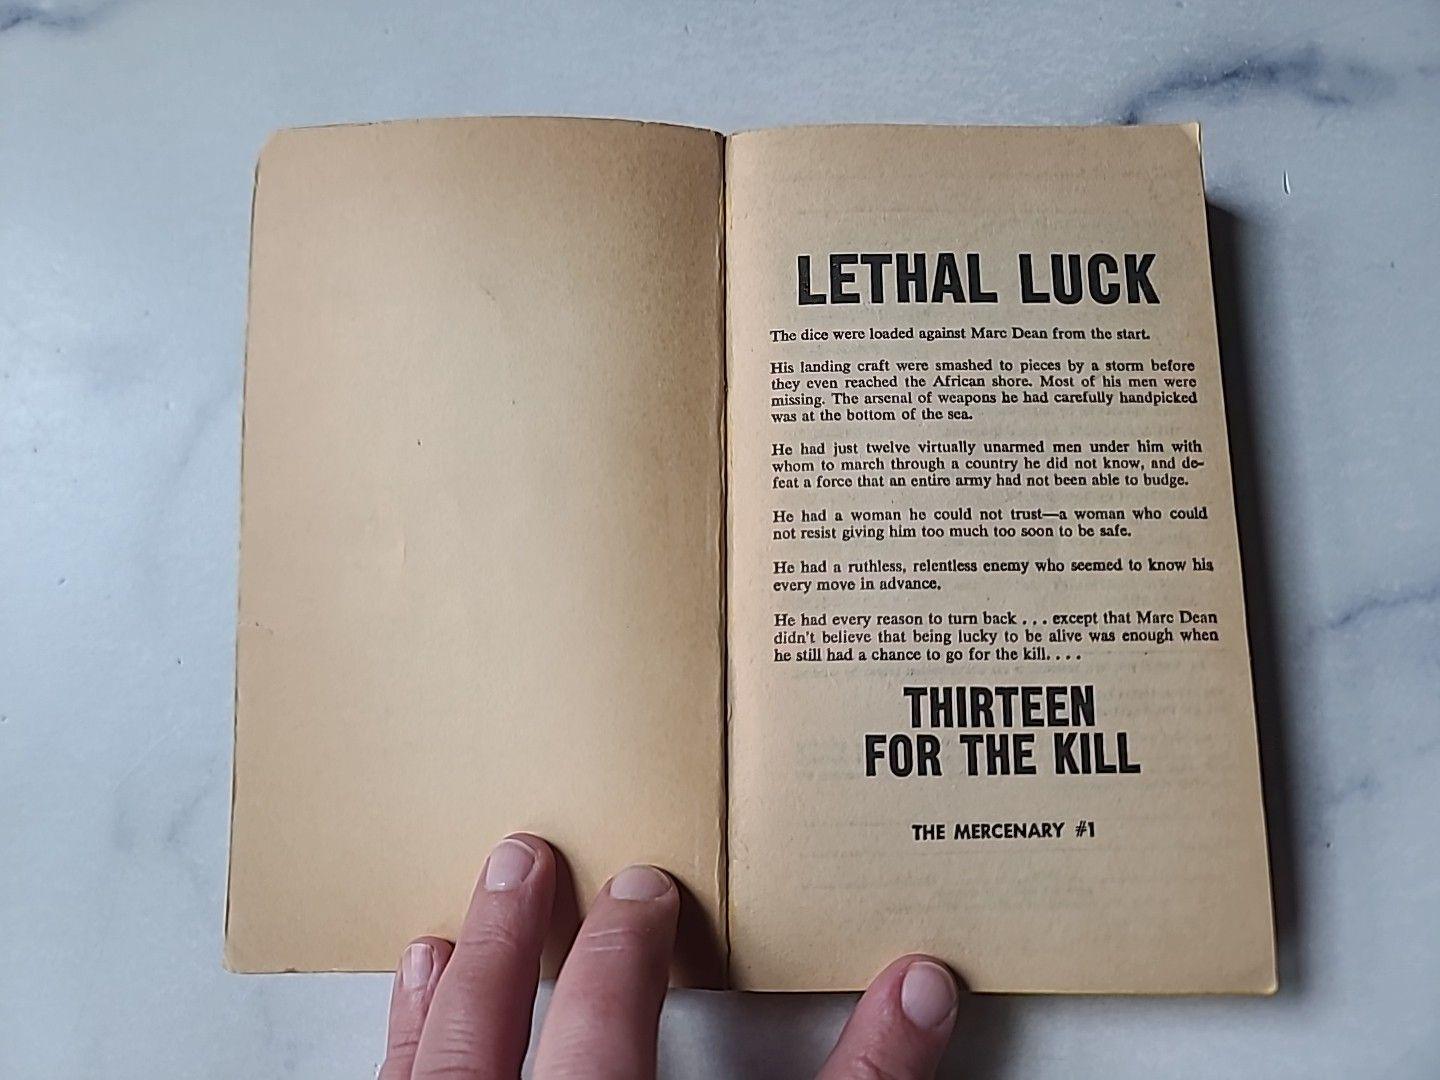 LETHAL LUCK
The dice were loaded against Marc Dean from the start.
His landing craft were smashed to pieces by a storm before
they even reached the African shore. Most of his men were
missing. The arsenal of weapons he had carefully handpicked
was at the bottom of the sea.
He had just twelve virtually unarmed men under him with
whom to march through a country he did not know, and de-
feat a force that an entire army had not been able to budge.
He had a woman he could not trust—a woman who could
not resist giving him too much too soon to be safe.
He had a ruthless, relentless enemy who seemed to know his
every move in advance.
He had every reason to turn back . . . except that Marc Dean
didn't believe that being lucky to be alive was enough when
he still had a chance to go for the kill. . . .
THIRTEEN
FOR THE KILL
THE MERCENARY #1